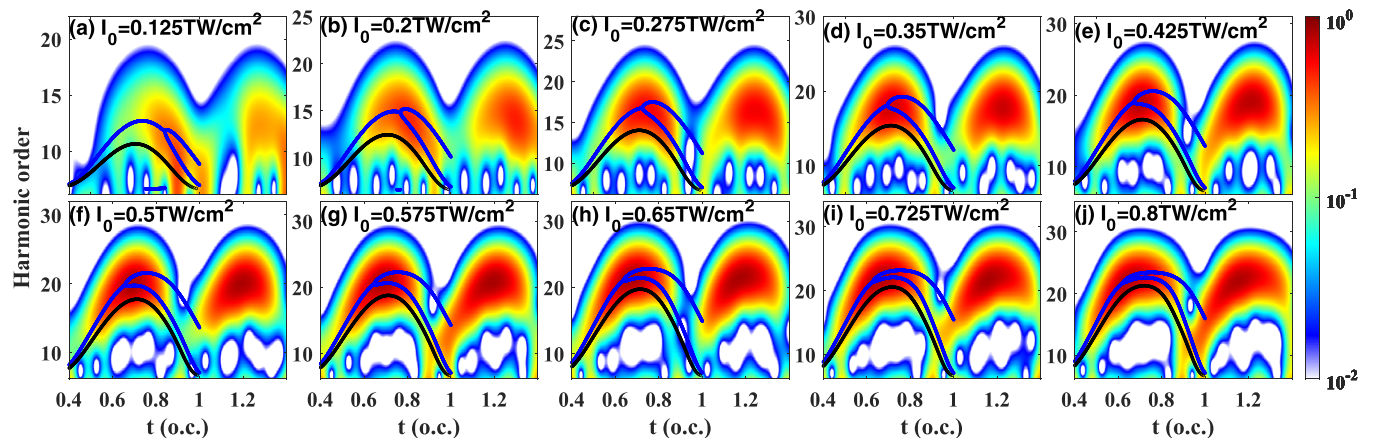 (a) I0=0.125TW/cm2
(b) I0=0.2TW/cm2
(c) I0=0.275TW/cm2
(d) I0=0.35TW/cm2
(e) I0=0.425TW/cm2
20
15
10
25
20
15
10
25
20
15
10
30
20
10
30
20
10
10^0
10^-1
10^-2
Harmonic order
(f) I0=0.5TW/cm2
(g) I0=0.575TW/cm2
(h) I0=0.65TW/cm2
(i) I0=0.725TW/cm2
(j) I0=0.8TW/cm2
30
20
10
30
20
10
30
20
10
30
20
10
30
20
10
0.4 0.6 0.8 1 1.2
0.4 0.6 0.8 1 1.2
0.4 0.6 0.8 1 1.2
0.4 0.6 0.8 1 1.2
0.4 0.6 0.8 1 1.2
t (o.c.)
t (o.c.)
t (o.c.)
t (o.c.)
t (o.c.)